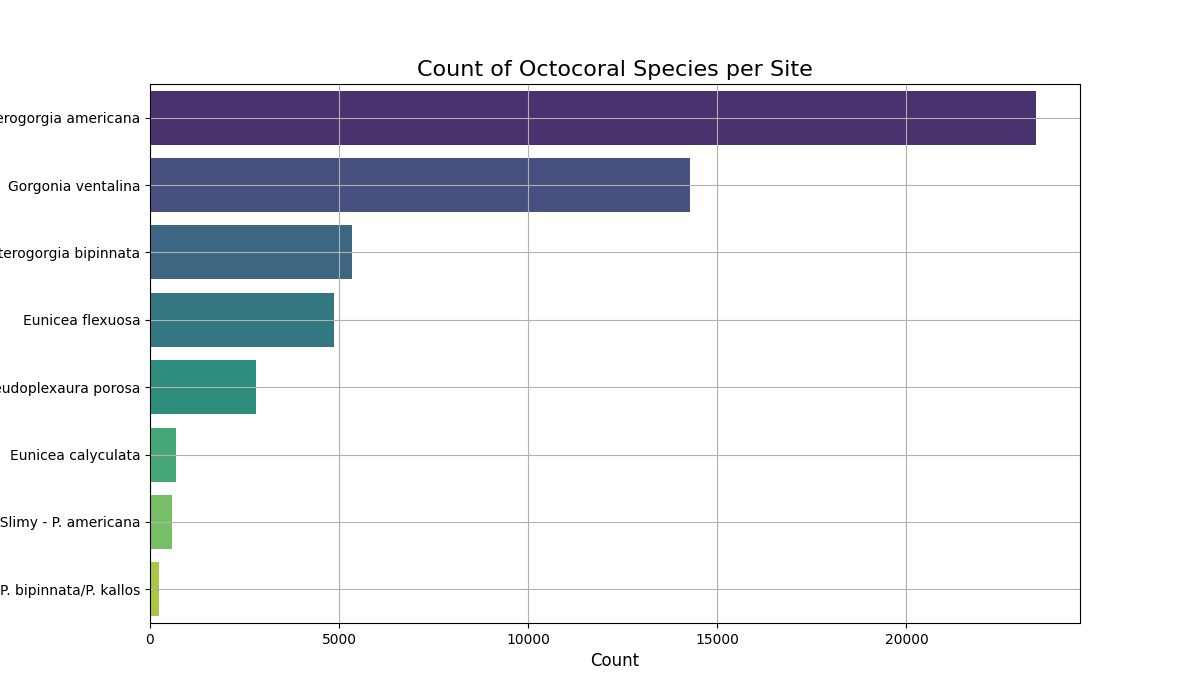 Count of Octocoral Species per Site
erogorgia americana
Gorgonia ventalina
terogorgia bipinnata
Eunicea flexuosa
eudoplexaura porosa
Eunicea calyculata
Slimy - P. americana
P. bipinnata/P. kallos
0 5000 10000 15000 20000
Count